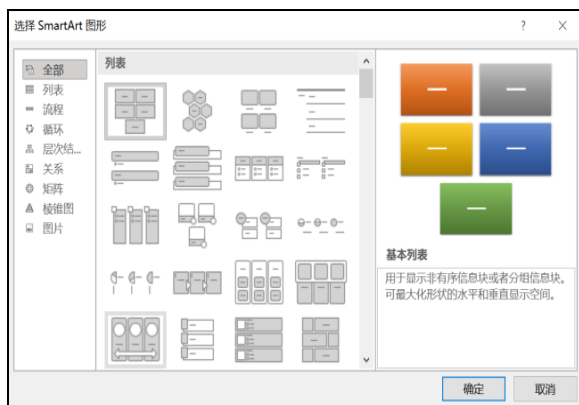 选择 SmartArt 图形
? ×
全部
列表
流程
循环
层次结...
关系
矩阵
棱锥图
图片
列表
基本列表
用于显示非有序信息块或者分组信息块。
可最大化形状的水平和垂直显示空间。
确定
取消